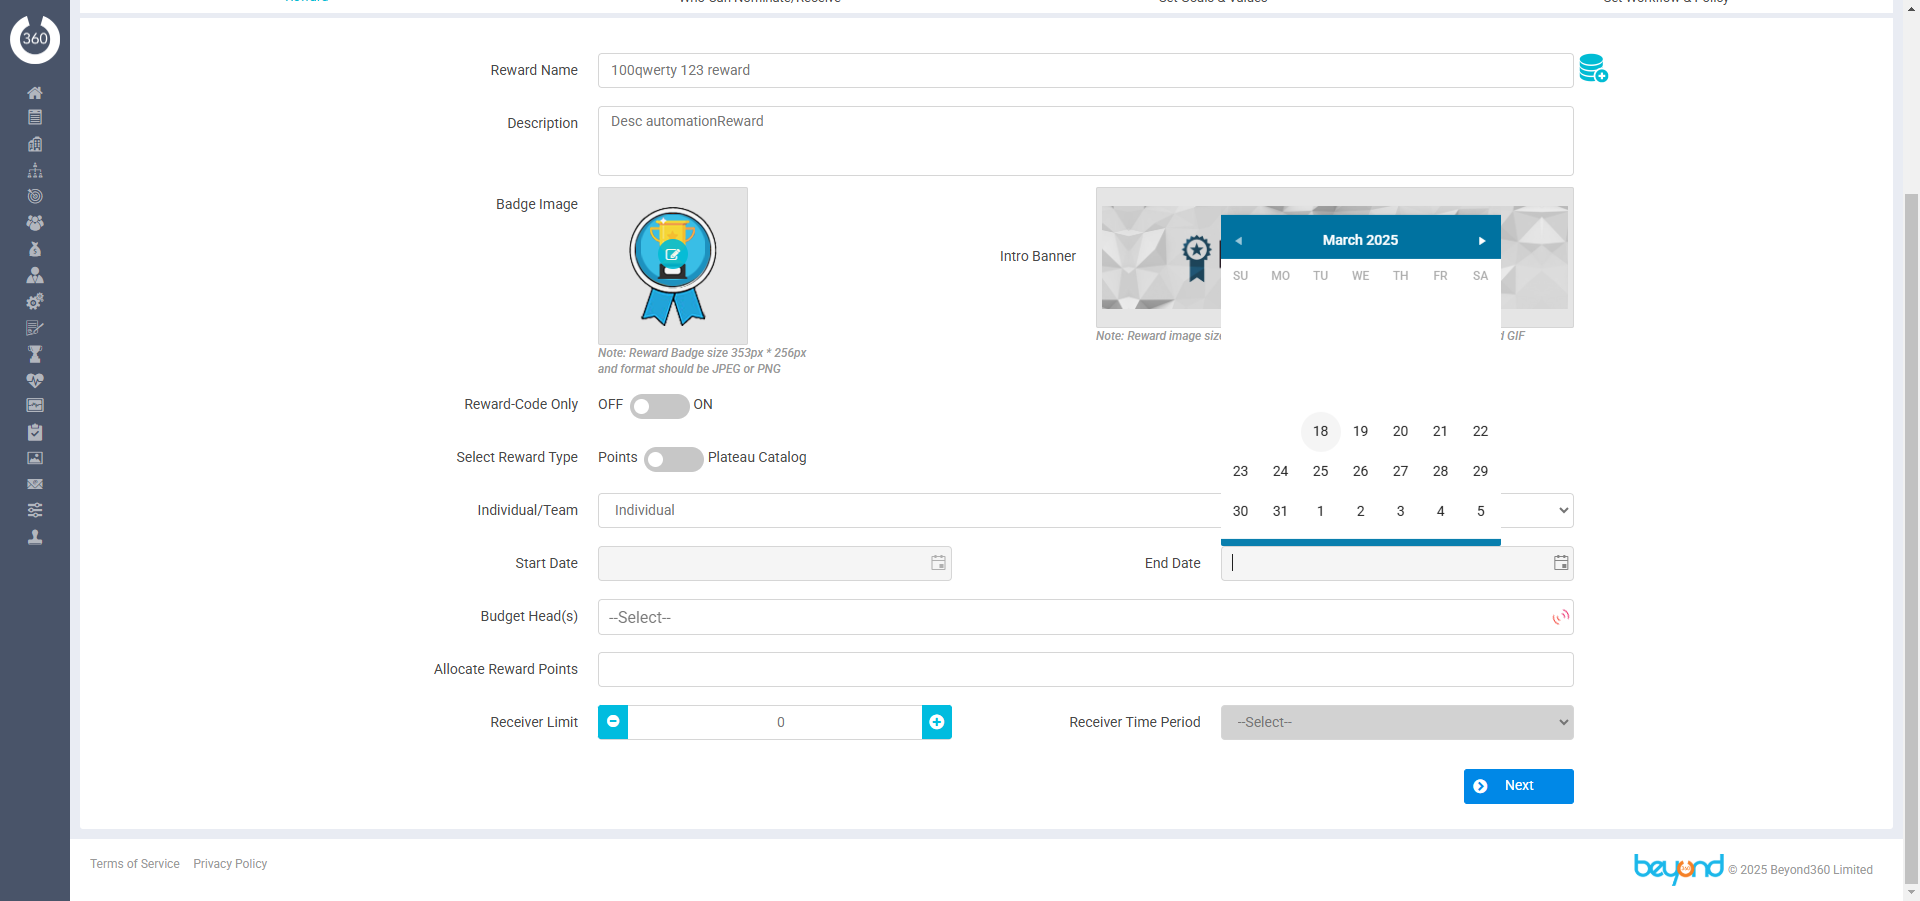 360
Reward Name
100qwerty 123 reward
Description
Desc automationReward
Badge Image
Note: Reward Badge size 353px * 256px
and format should be JPEG or PNG
Intro Banner
Note: Reward image size
GIF
March 2025
SU MO TU WE TH FR SA
18 19 20 21 22
23 24 25 26 27 28 29
30 31 1 2 3 4 5
Reward-Code Only
OFF ON
Select Reward Type
Points Plateau Catalog
Individual/Team
Individual
Start Date
End Date
Budget Head(s)
--Select--
Allocate Reward Points
Receiver Limit
0
Receiver Time Period
--Select--
Next
Terms of Service Privacy Policy
beyond © 2025 Beyond360 Limited